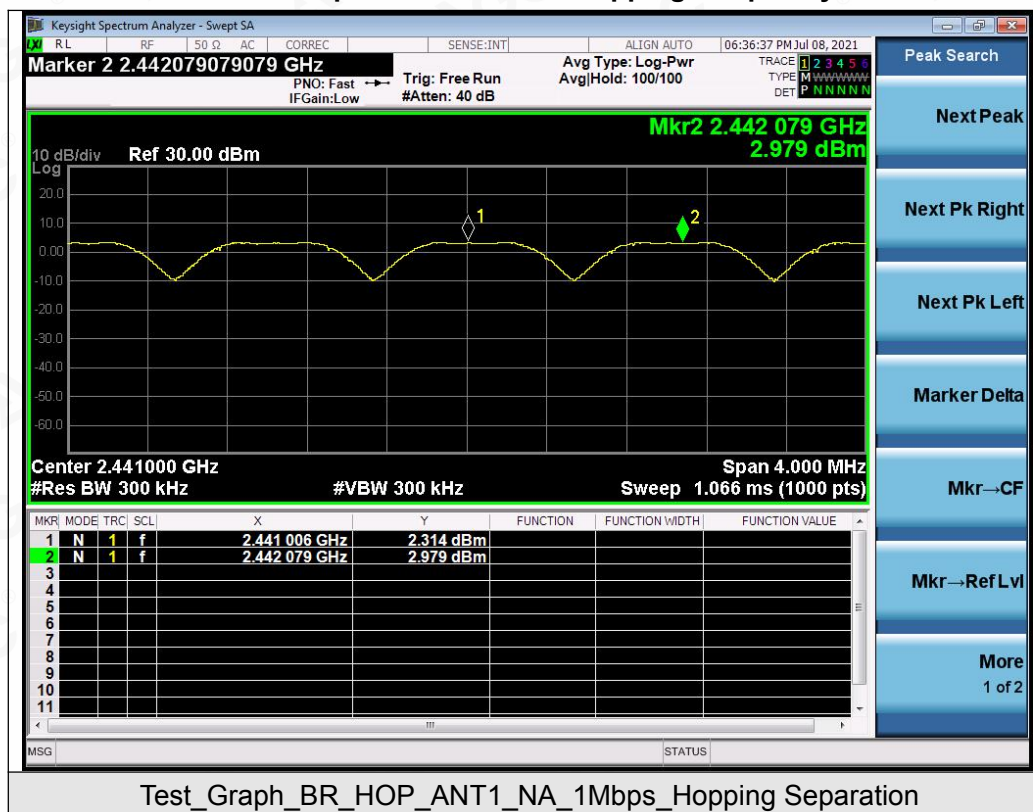 Keysight Spectrum Analyzer - Swept SA
LXI RL RF 50 Ω AC CORREC SENSE:INT ALIGN AUTO 06:36:37 PM Jul 08, 2021
Marker 2 2.442079079079 GHz
PNO: Fast
IFGain:Low
Trig: Free Run
#Atten: 40 dB
Avg Type: Log-Pwr
Avg|Hold: 100/100
TRACE 1 2 3 4 5 6
TYPE M WWWWW
DET P N N N N N
Mkr2 2.442 079 GHz
2.979 dBm
10 dB/div Ref 30.00 dBm
Log
20.0
10.0
0.00
-10.0
-20.0
-30.0
-40.0
-50.0
-60.0
1
2
Center 2.441000 GHz Span 4.000 MHz
#Res BW 300 kHz #VBW 300 kHz Sweep 1.066 ms (1000 pts)
MKR MODE TRC SCL X Y FUNCTION FUNCTION WIDTH FUNCTION VALUE
1 N 1 f 2.441 006 GHz 2.314 dBm
2 N 1 f 2.442 079 GHz 2.979 dBm
3
4
5
6
7
8
9
10
11
MSG STATUS
Peak Search
Next Peak
Next Pk Right
Next Pk Left
Marker Delta
Mkr→CF
Mkr→Ref Lvl
More
1 of 2
Test_Graph_BR_HOP_ANT1_NA_1Mbps_Hopping Separation